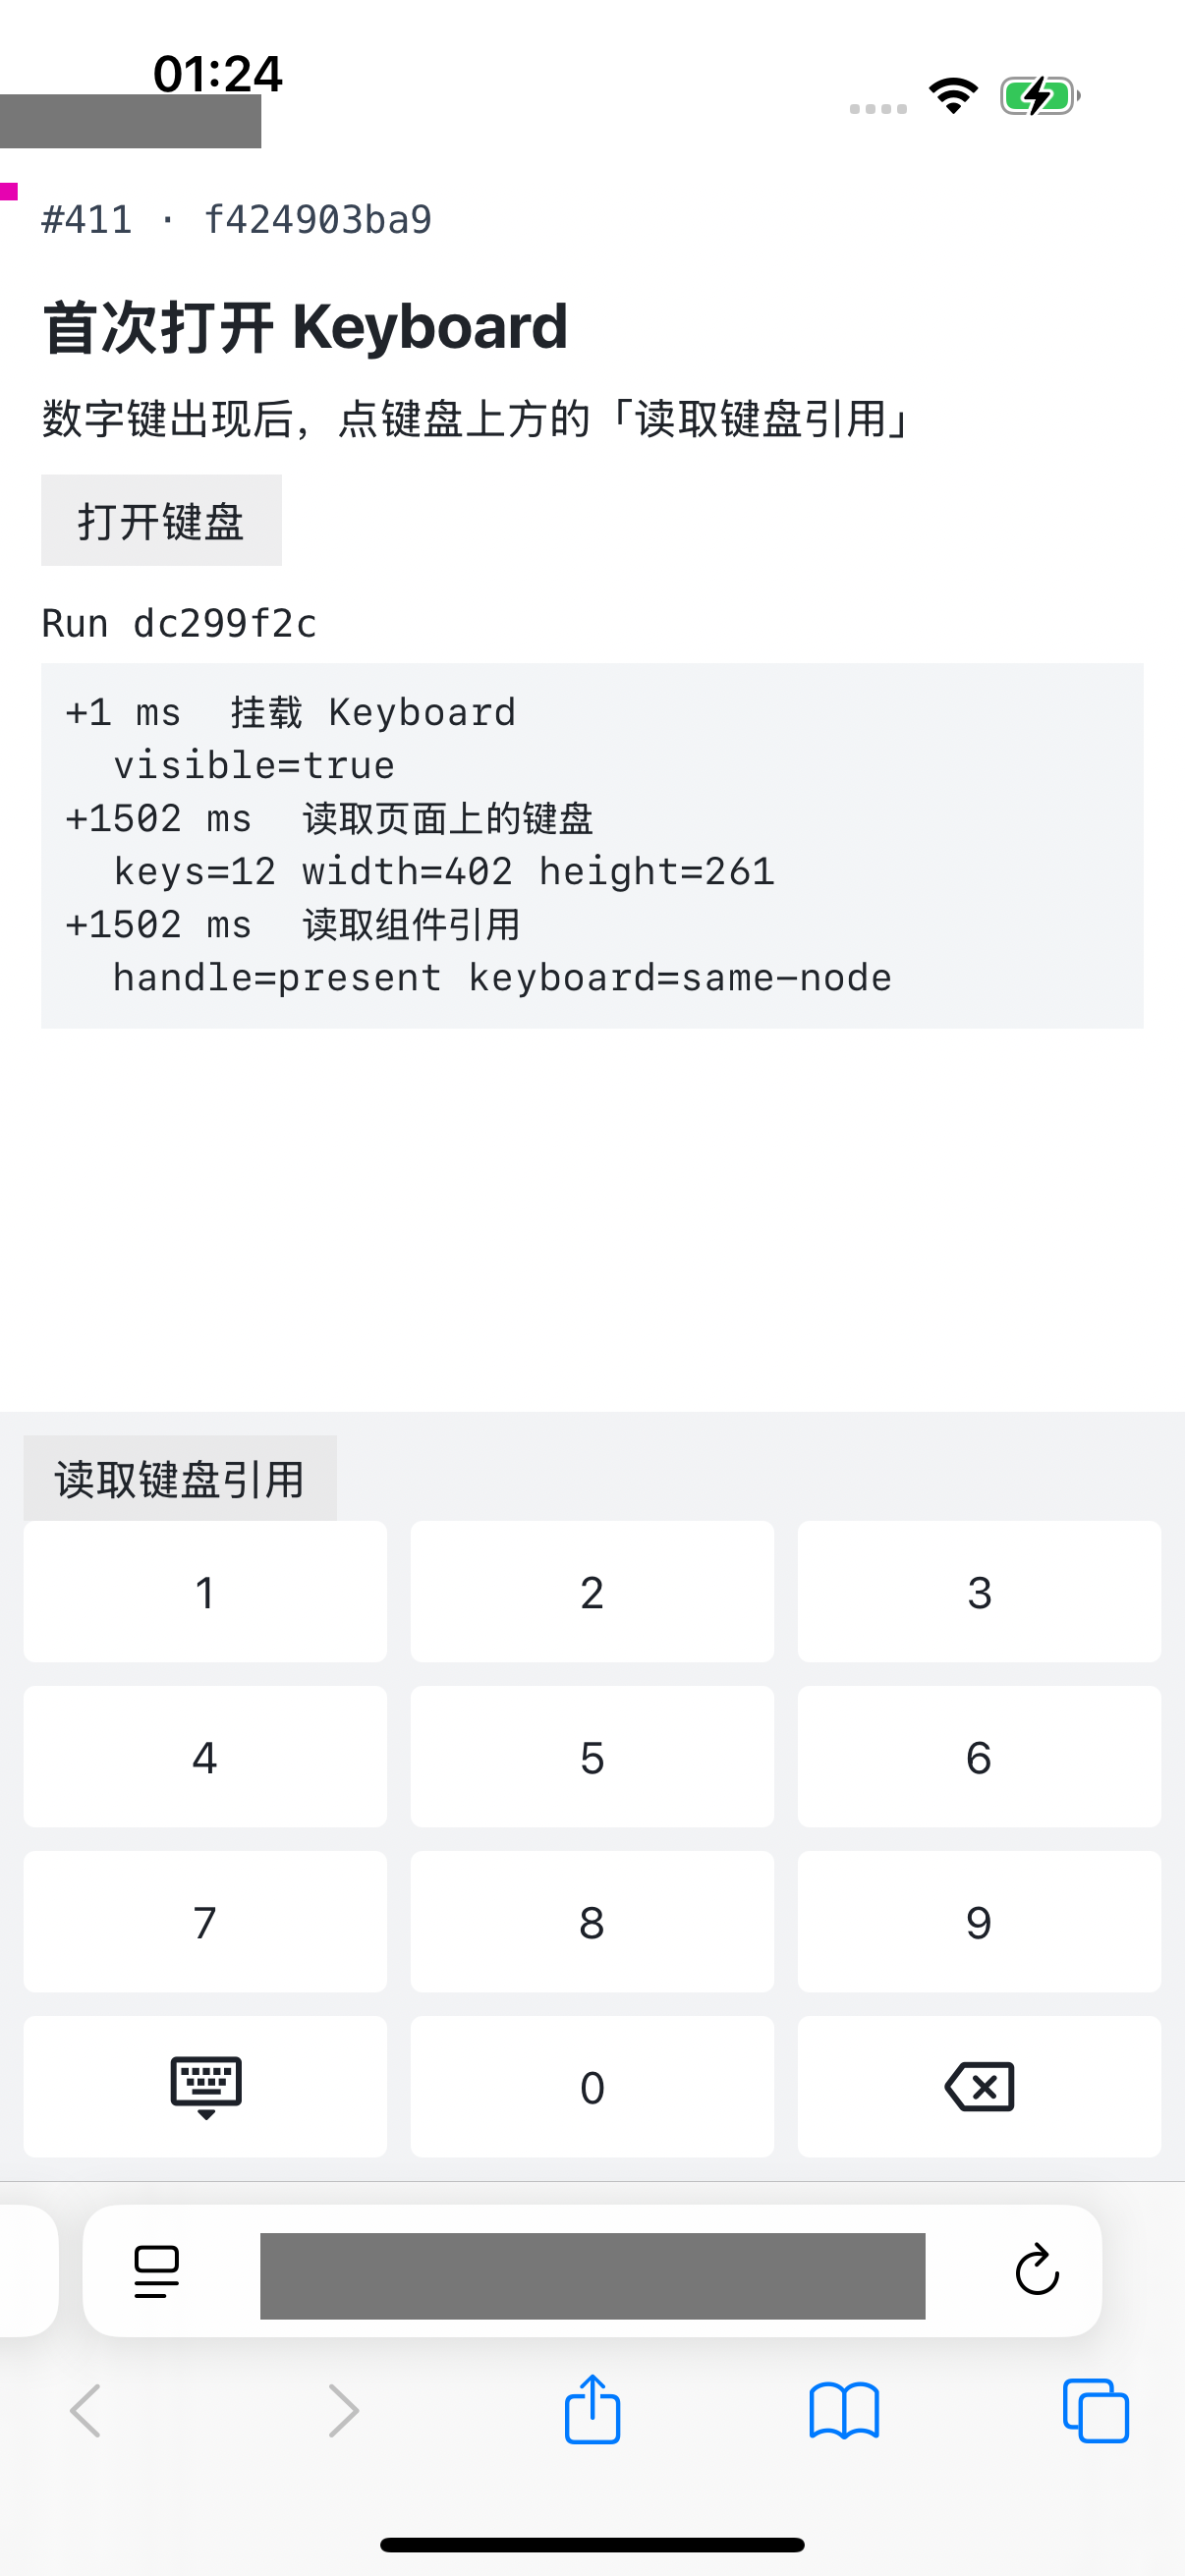 01:24
#411 · f424903ba9
首次打开 Keyboard
数字键出现后，点键盘上方的「读取键盘引用」
打开键盘
Run dc299f2c
+1 ms  挂载 Keyboard
  visible=true
+1502 ms  读取页面上的键盘
  keys=12 width=402 height=261
+1502 ms  读取组件引用
  handle=present keyboard=same-node
读取键盘引用
1 2 3
4 5 6
7 8 9
0